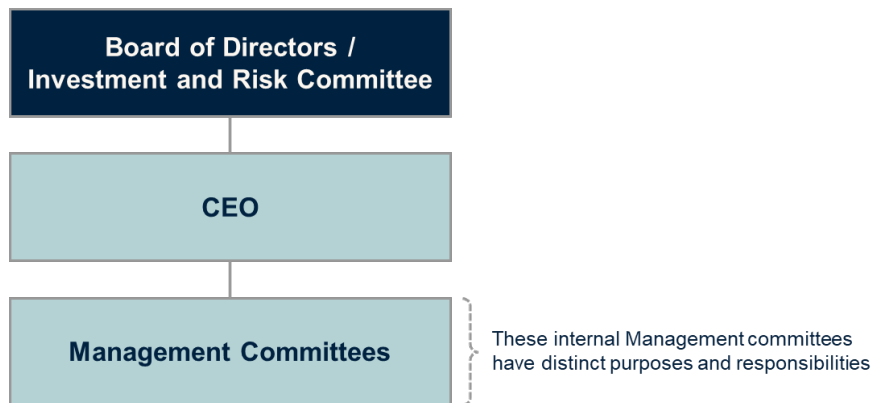 Board of Directors /
Investment and Risk Committee
CEO
Management Committees
These internal Management committees
have distinct purposes and responsibilities